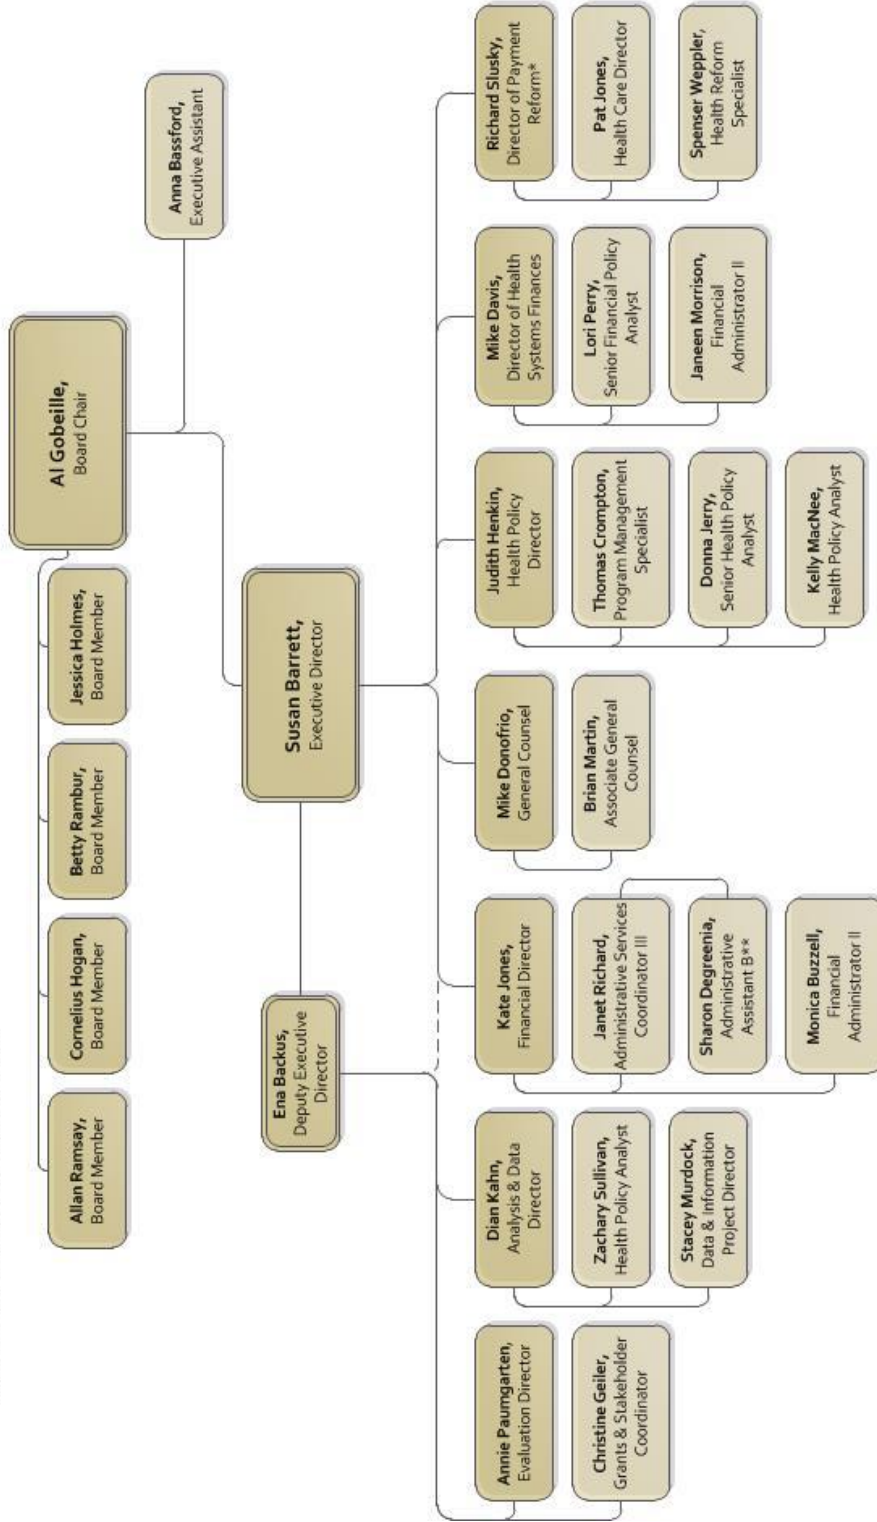 Al Gobeille,
Board Chair
Anna Bassford,
Executive Assistant
Allan Ramsay,
Board Member
Cornelius Hogan,
Board Member
Betty Rambur,
Board Member
Jessica Holmes,
Board Member
Susan Barrett,
Executive Director
Ena Backus,
Deputy Executive
Director
Annie Paumgarten,
Evaluation Director
Christine Geiler,
Grants & Stakeholder
Coordinator
Dian Kahn,
Analysis & Data
Director
Zachary Sullivan,
Health Policy Analyst
Stacey Murdock,
Data & Information
Project Director
Kate Jones,
Financial Director
Janet Richard,
Administrative Services
Coordinator III
Sharon Degreenia,
Administrative
Assistant B**
Monica Buzzell,
Financial
Administrator II
Mike Donofrio,
General Counsel
Brian Martin,
Associate General
Counsel
Judith Henkin,
Health Policy
Director
Thomas Crompton,
Program Management
Specialist
Donna Jerry,
Senior Health Policy
Analyst
Kelly MacNee,
Health Policy Analyst
Mike Davis,
Director of Health
Systems Finances
Lori Perry,
Senior Financial Policy
Analyst
Janeen Morrison,
Financial
Administrator II
Richard Slusky,
Director of Payment
Reform*
Pat Jones,
Health Care Director
Spenser Weppler,
Health Reform
Specialist